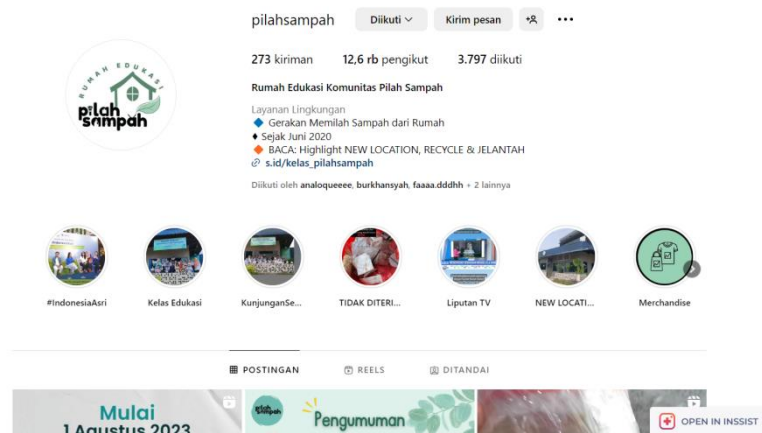 pilahsampah Diikuti Kirim pesan
273 kiriman 12,6 rb pengikut 3.797 diikuti
RUMAH EDUKASI
pilah
sampah
Rumah Edukasi Komunitas Pilah Sampah
Layanan Lingkungan
Gerakan Memilah Sampah dari Rumah
Sejak Juni 2020
BACA: Highlight NEW LOCATION, RECYCLE & JELANTAH
s.id/kelas_pilahsampah
Diikuti oleh analoqueeee, burkhansyah, faaaa.dddhh + 2 lainnya
#IndonesiaAsri Kelas Edukasi KunjunganSe... TIDAK DITERI... Liputan TV NEW LOCATI... Merchandise
POSTINGAN REELS DITANDAI
Mulai
1 Agustus 2023
pilah
sampah
Pengumuman
OPEN IN INSSIST